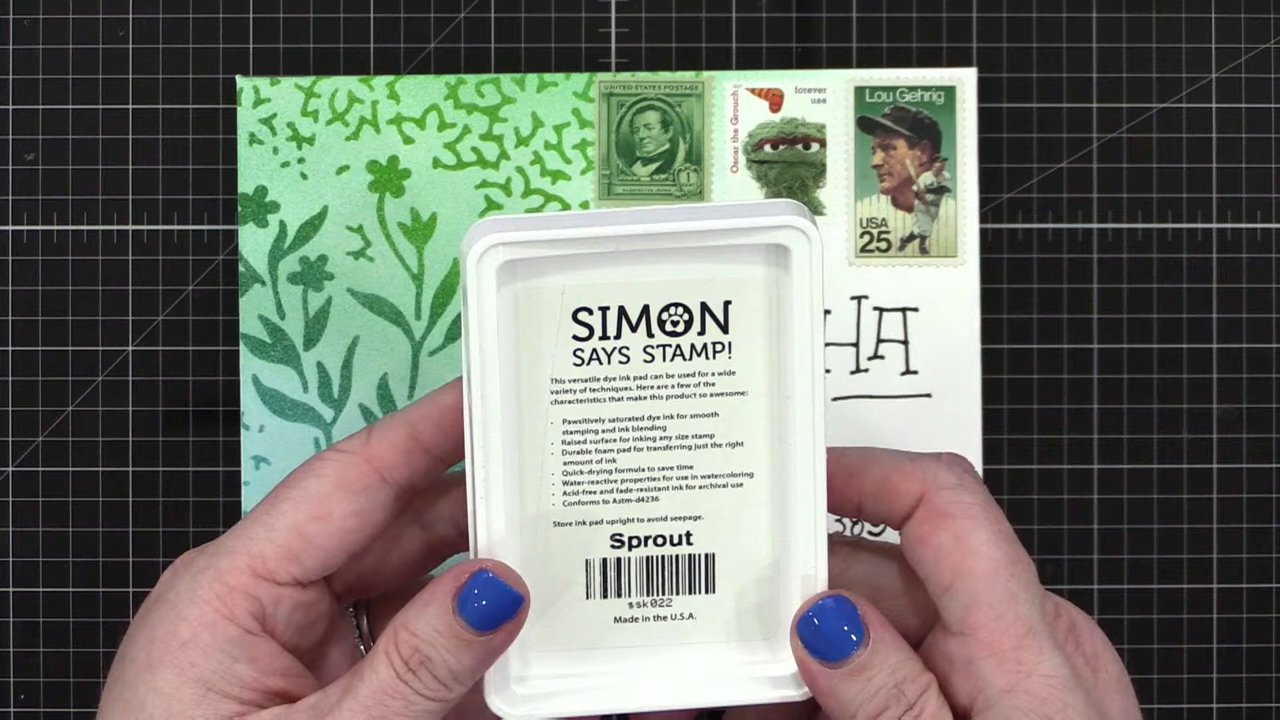 UNITED STATES POSTAGE
1
WASHINGTON IRVING
Oscar the Grouch
forever
usa
Lou Gehrig
USA
25
HA
SIMON
SAYS STAMP!
This versatile dye ink pad can be used for a wide
variety of techniques. Here are a few of the
characteristics that make this product so awesome:
• Pawsitively saturated dye ink for smooth
stamping and ink blending
• Raised surface for inking any size stamp
• Durable foam pad for transferring just the right
amount of ink
• Quick-drying formula to save time
• Water-reactive properties for use in watercoloring
• Acid-free and fade-resistant ink for archival use
• Conforms to Astm-d4236
Store ink pad upright to avoid seepage.
Sprout
ssk022
Made in the U.S.A.